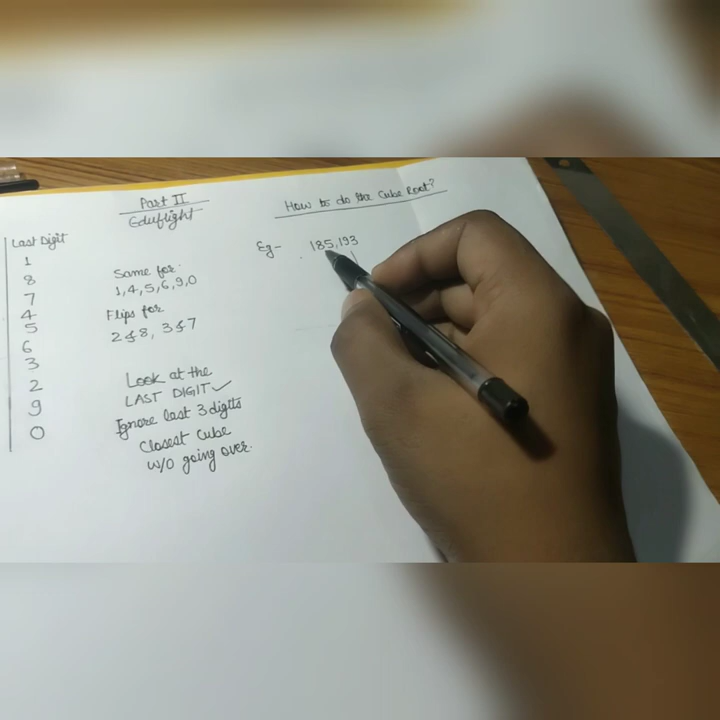 Part II
Eduflight
How to do the Cube Root?
Last Digit
1
8
7
4
5
6
3
2
9
0
Same for:
1,4,5,6,9,0
Flips for
2&8, 3&7
Look at the
LAST DIGIT ✓
Ignore last 3 digits
Closest Cube
w/o going over.
Eg- 185,193